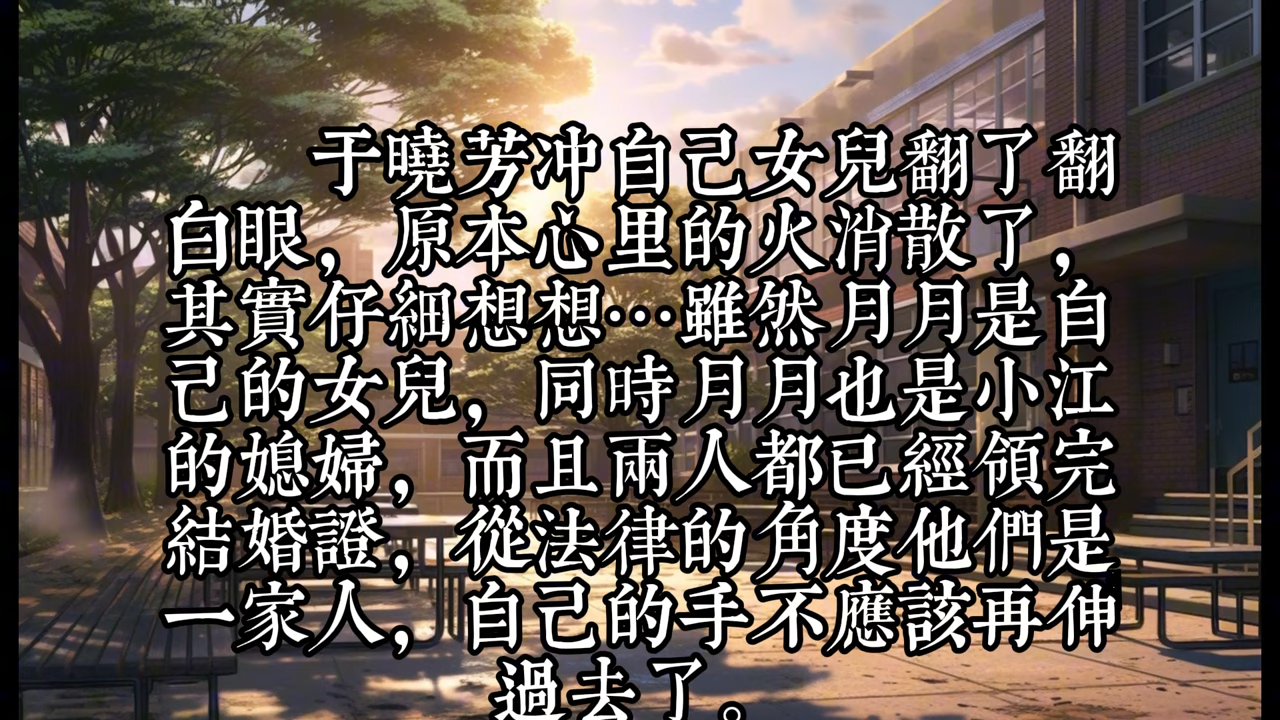 于曉芳冲自己女兒翻了翻
白眼，原本心里的火消散了，
其實仔細想想…雖然月月是自
己的女兒，同時月月也是小江
的媳婦，而且兩人都已經領完
結婚證，從法律的角度他們是
一家人，自己的手不應該再伸
過去了。